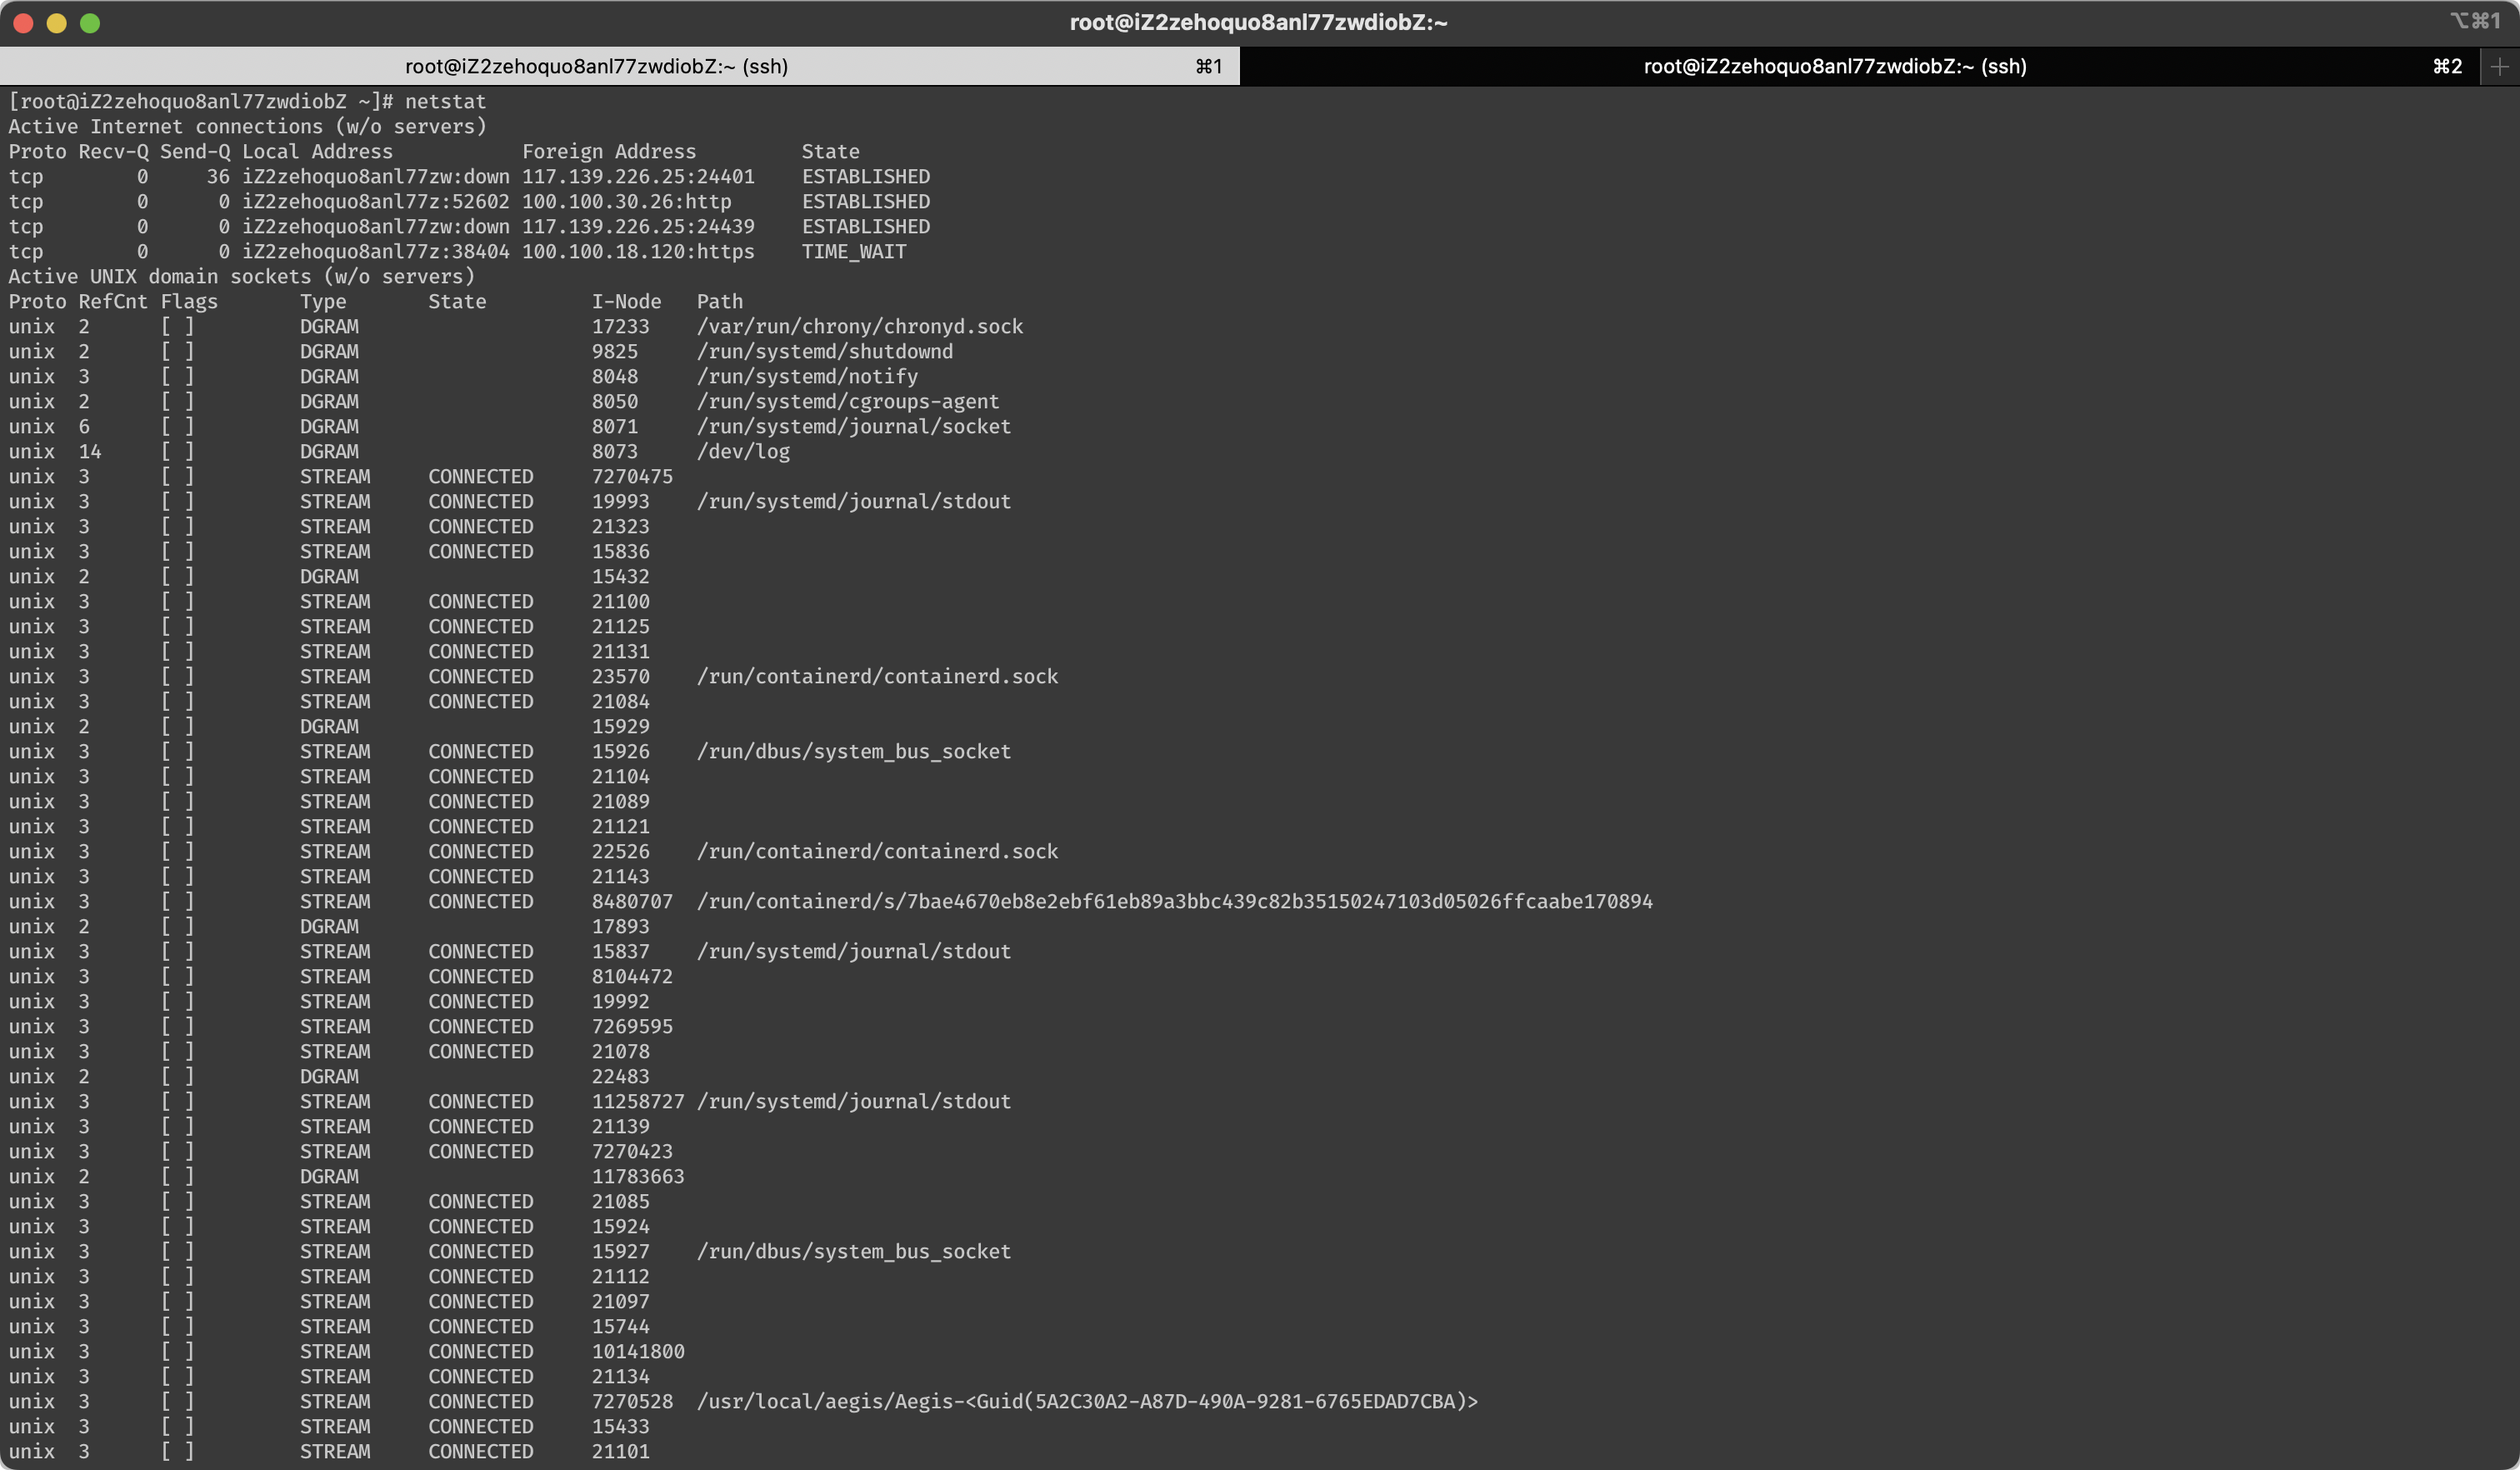 root@iZ2zehoquo8anl77zwdiobZ:~
⌥⌘1
root@iZ2zehoquo8anl77zwdiobZ:~ (ssh) ⌘1 root@iZ2zehoquo8anl77zwdiobZ:~ (ssh) ⌘2
[root@iZ2zehoquo8anl77zwdiobZ ~]# netstat
Active Internet connections (w/o servers)
Proto Recv-Q Send-Q Local Address           Foreign Address         State
tcp        0     36 iZ2zehoquo8anl77zw:down 117.139.226.25:24401    ESTABLISHED
tcp        0      0 iZ2zehoquo8anl77z:52602 100.100.30.26:http      ESTABLISHED
tcp        0      0 iZ2zehoquo8anl77zw:down 117.139.226.25:24439    ESTABLISHED
tcp        0      0 iZ2zehoquo8anl77z:38404 100.100.18.120:https    TIME_WAIT
Active UNIX domain sockets (w/o servers)
Proto RefCnt Flags       Type       State         I-Node   Path
unix  2      [ ]         DGRAM                    17233    /var/run/chrony/chronyd.sock
unix  2      [ ]         DGRAM                    9825     /run/systemd/shutdownd
unix  3      [ ]         DGRAM                    8048     /run/systemd/notify
unix  2      [ ]         DGRAM                    8050     /run/systemd/cgroups-agent
unix  6      [ ]         DGRAM                    8071     /run/systemd/journal/socket
unix  14     [ ]         DGRAM                    8073     /dev/log
unix  3      [ ]         STREAM     CONNECTED     7270475
unix  3      [ ]         STREAM     CONNECTED     19993    /run/systemd/journal/stdout
unix  3      [ ]         STREAM     CONNECTED     21323
unix  3      [ ]         STREAM     CONNECTED     15836
unix  2      [ ]         DGRAM                    15432
unix  3      [ ]         STREAM     CONNECTED     21100
unix  3      [ ]         STREAM     CONNECTED     21125
unix  3      [ ]         STREAM     CONNECTED     21131
unix  3      [ ]         STREAM     CONNECTED     23570    /run/containerd/containerd.sock
unix  3      [ ]         STREAM     CONNECTED     21084
unix  2      [ ]         DGRAM                    15929
unix  3      [ ]         STREAM     CONNECTED     15926    /run/dbus/system_bus_socket
unix  3      [ ]         STREAM     CONNECTED     21104
unix  3      [ ]         STREAM     CONNECTED     21089
unix  3      [ ]         STREAM     CONNECTED     21121
unix  3      [ ]         STREAM     CONNECTED     22526    /run/containerd/containerd.sock
unix  3      [ ]         STREAM     CONNECTED     21143
unix  3      [ ]         STREAM     CONNECTED     8480707  /run/containerd/s/7bae4670eb8e2ebf61eb89a3bbc439c82b35150247103d05026ffcaabe170894
unix  2      [ ]         DGRAM                    17893
unix  3      [ ]         STREAM     CONNECTED     15837    /run/systemd/journal/stdout
unix  3      [ ]         STREAM     CONNECTED     8104472
unix  3      [ ]         STREAM     CONNECTED     19992
unix  3      [ ]         STREAM     CONNECTED     7269595
unix  3      [ ]         STREAM     CONNECTED     21078
unix  2      [ ]         DGRAM                    22483
unix  3      [ ]         STREAM     CONNECTED     11258727 /run/systemd/journal/stdout
unix  3      [ ]         STREAM     CONNECTED     21139
unix  3      [ ]         STREAM     CONNECTED     7270423
unix  2      [ ]         DGRAM                    11783663
unix  3      [ ]         STREAM     CONNECTED     21085
unix  3      [ ]         STREAM     CONNECTED     15924
unix  3      [ ]         STREAM     CONNECTED     15927    /run/dbus/system_bus_socket
unix  3      [ ]         STREAM     CONNECTED     21112
unix  3      [ ]         STREAM     CONNECTED     21097
unix  3      [ ]         STREAM     CONNECTED     15744
unix  3      [ ]         STREAM     CONNECTED     10141800
unix  3      [ ]         STREAM     CONNECTED     21134
unix  3      [ ]         STREAM     CONNECTED     7270528  /usr/local/aegis/Aegis-<Guid(5A2C30A2-A87D-490A-9281-6765EDAD7CBA)>
unix  3      [ ]         STREAM     CONNECTED     15433
unix  3      [ ]         STREAM     CONNECTED     21101